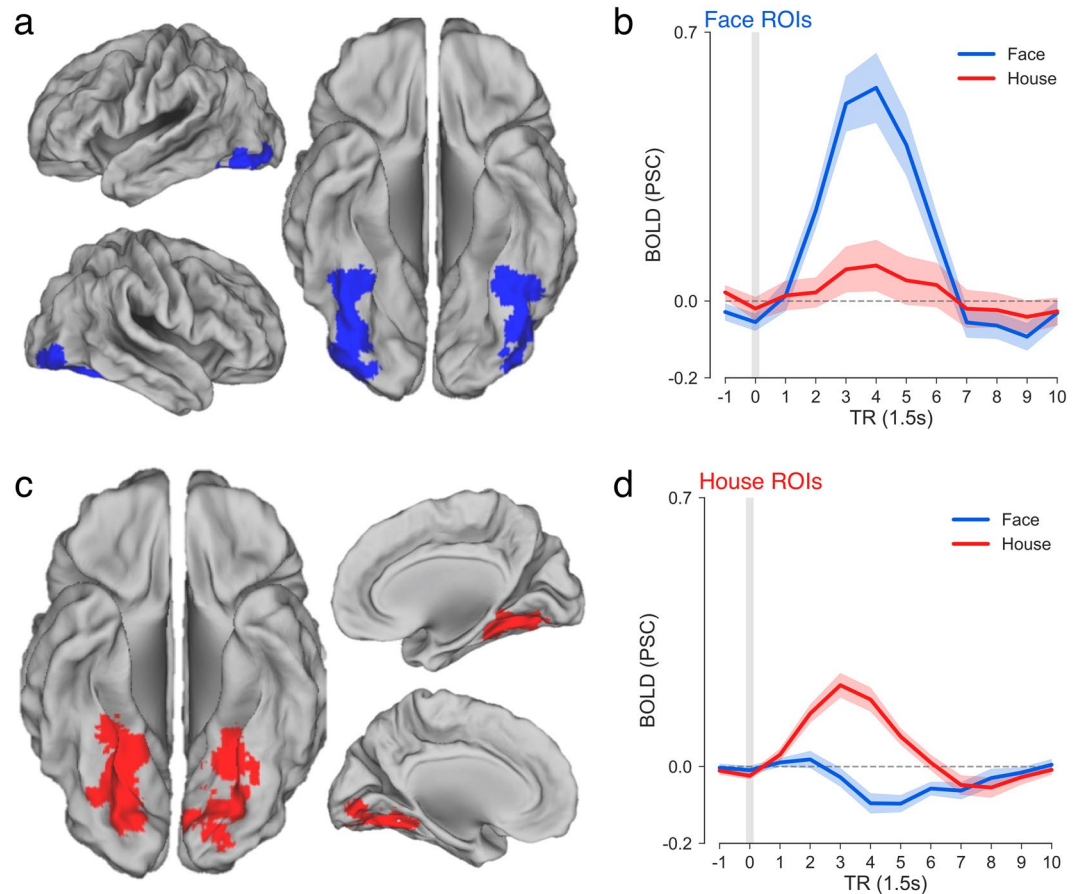 a
b
Face ROIs
0.7
Face
House
BOLD (PSC)
0.0
-0.2
-1 0 1 2 3 4 5 6 7 8 9 10
TR (1.5s)
c
d
House ROIs
0.7
Face
House
BOLD (PSC)
0.0
-0.2
-1 0 1 2 3 4 5 6 7 8 9 10
TR (1.5s)